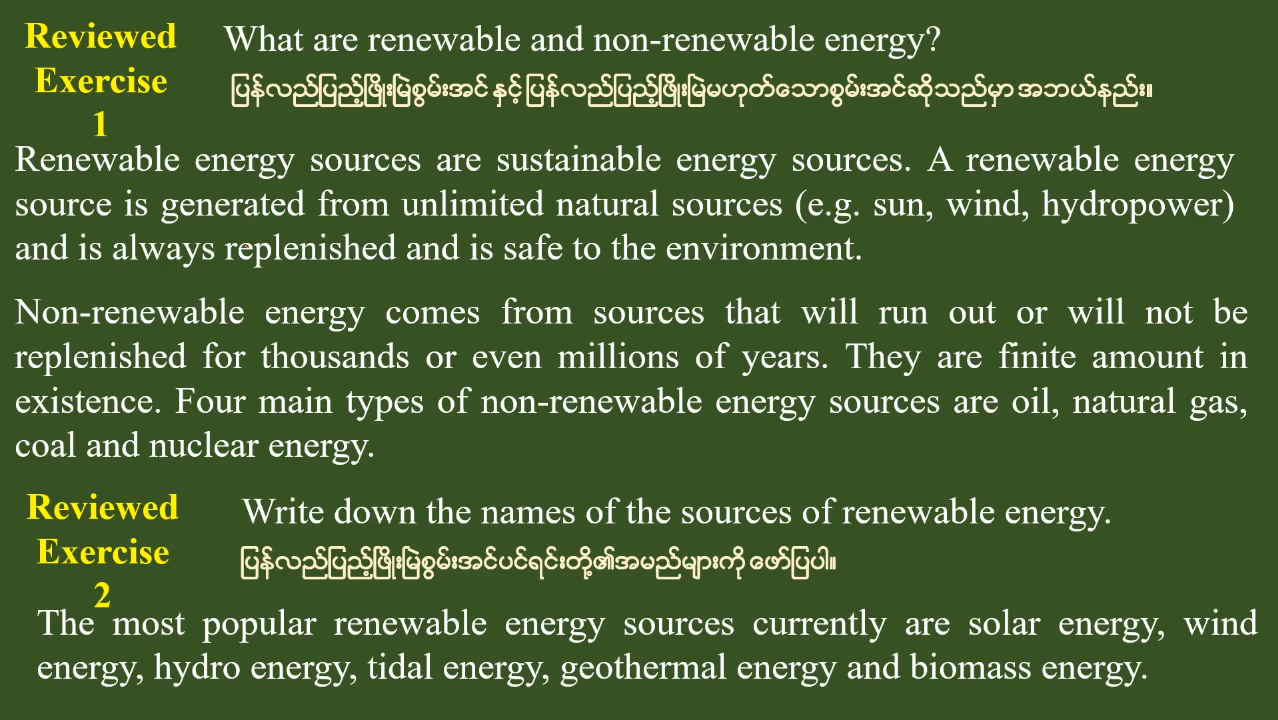 Reviewed
Exercise
1
What are renewable and non-renewable energy?
ပြန်လည်ပြည့်ဖြိုးမြဲစွမ်းအင် နှင့် ပြန်လည်ပြည့်ဖြိုးမြဲမဟုတ်သောစွမ်းအင်ဆိုသည်မှာ အဘယ်နည်း။
Renewable energy sources are sustainable energy sources. A renewable energy
source is generated from unlimited natural sources (e.g. sun, wind, hydropower)
and is always replenished and is safe to the environment.
Non-renewable energy comes from sources that will run out or will not be
replenished for thousands or even millions of years. They are finite amount in
existence. Four main types of non-renewable energy sources are oil, natural gas,
coal and nuclear energy.
Reviewed
Exercise
2
Write down the names of the sources of renewable energy.
ပြန်လည်ပြည့်ဖြိုးမြဲစွမ်းအင်ပင်ရင်းတို့၏အမည်များကို ဖော်ပြပါ။
The most popular renewable energy sources currently are solar energy, wind
energy, hydro energy, tidal energy, geothermal energy and biomass energy.